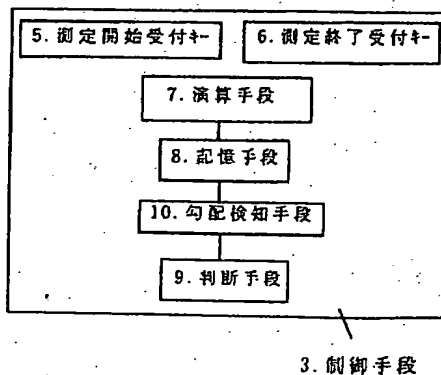 5. 測定開始受付キー
6. 測定終了受付キー
7. 演算手段
8. 記憶手段
10. 勾配検知手段
9. 判断手段
3. 制御手段